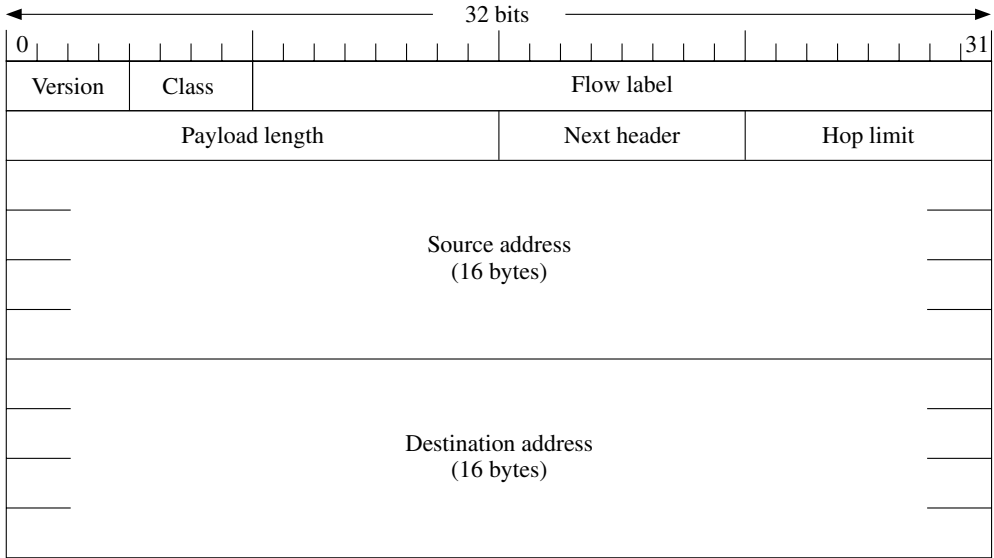 32 bits
0 31
Version Class Flow label
Payload length Next header Hop limit
Source address
(16 bytes)
Destination address
(16 bytes)